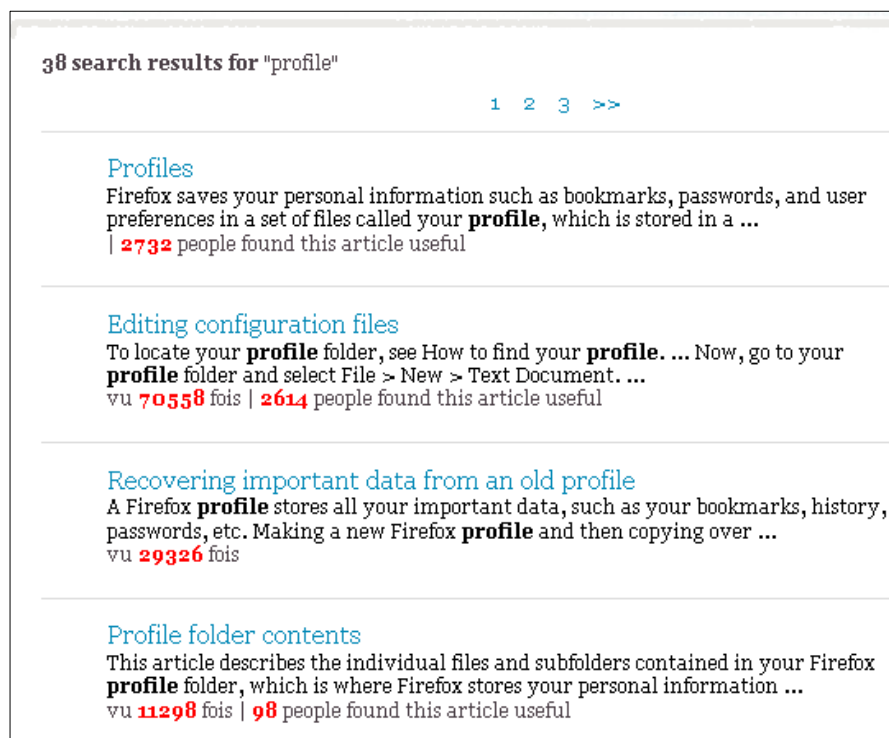 38 search results for "profile"
1 2 3 >>
Profiles
Firefox saves your personal information such as bookmarks, passwords, and user
preferences in a set of files called your profile, which is stored in a ...
| 2732 people found this article useful
Editing configuration files
To locate your profile folder, see How to find your profile. ... Now, go to your
profile folder and select File > New > Text Document. ...
vu 70558 fois | 2614 people found this article useful
Recovering important data from an old profile
A Firefox profile stores all your important data, such as your bookmarks, history,
passwords, etc. Making a new Firefox profile and then copying over ...
vu 29326 fois
Profile folder contents
This article describes the individual files and subfolders contained in your Firefox
profile folder, which is where Firefox stores your personal information ...
vu 11298 fois | 98 people found this article useful